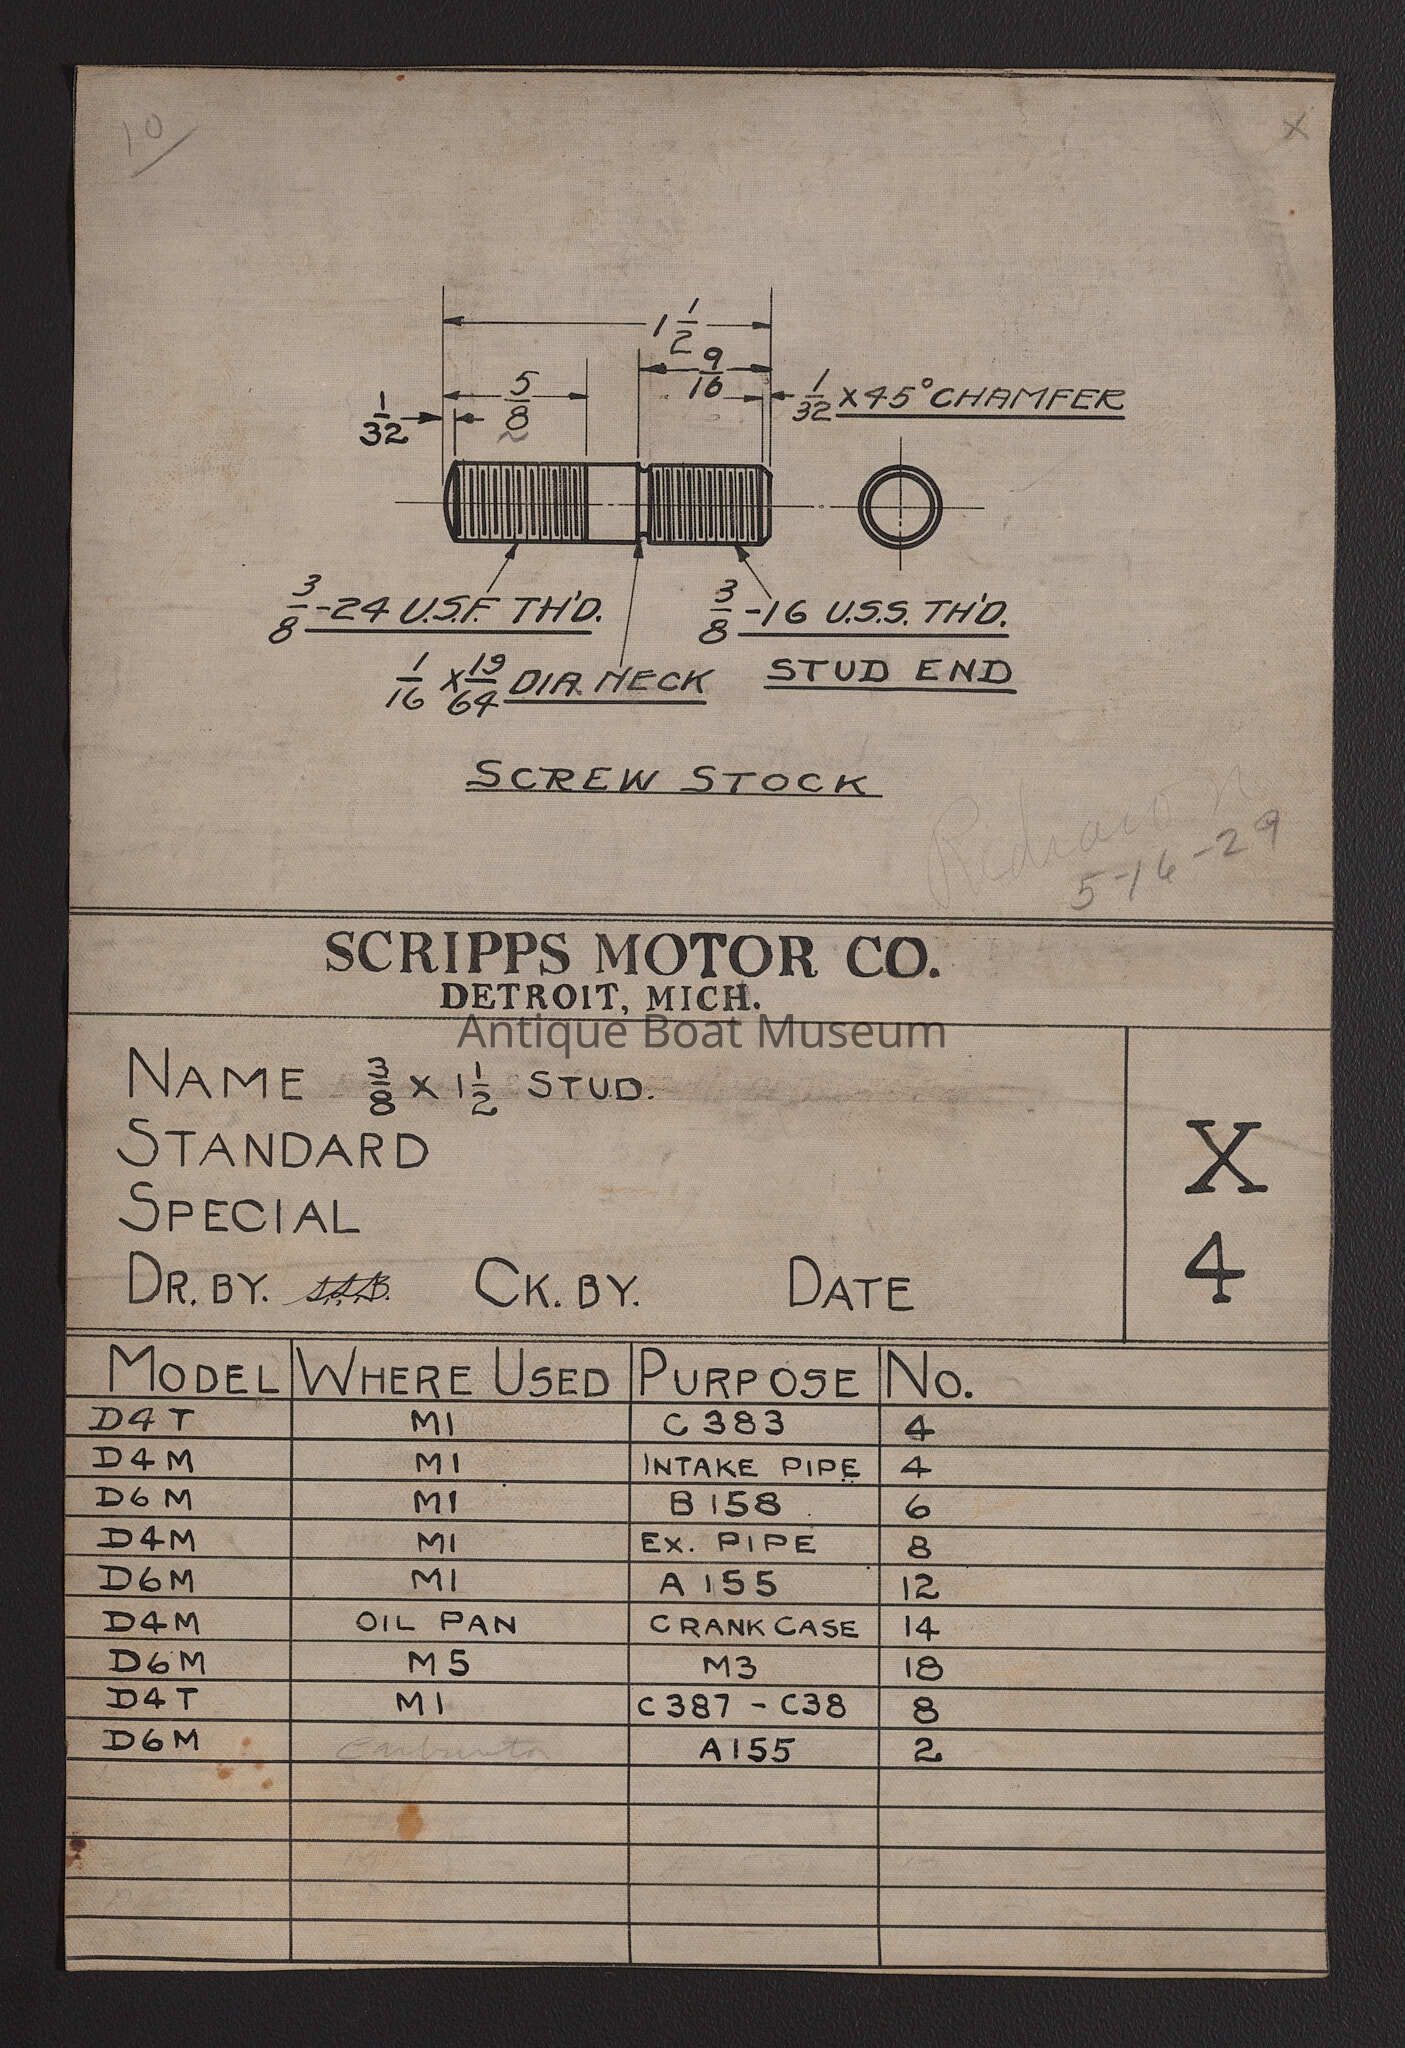 10
X
1 1/2
9/16
5/8
1/32
1/32 X 45° CHAMFER
3/8 -24 U.S.F. TH'D.
3/8 -16 U.S.S. TH'D.
STUD END
1/16 X 19/64 DIA. NECK
SCREW STOCK
Redrawn
5-16-29
SCRIPPS MOTOR CO.
DETROIT, MICH.
Antique Boat Museum
NAME 3/8 X 1 1/2 STUD.
STANDARD
SPECIAL
DR. BY. CK. BY. DATE
X
4
MODEL WHERE USED PURPOSE NO.
D4T M1 C383 4
D4M M1 INTAKE PIPE 4
D6M M1 B158 6
D4M M1 EX. PIPE 8
D6M M1 A155 12
D4M OIL PAN CRANKCASE 14
D6M M5 M3 18
D4T M1 C387 - C38 8
D6M A155 2